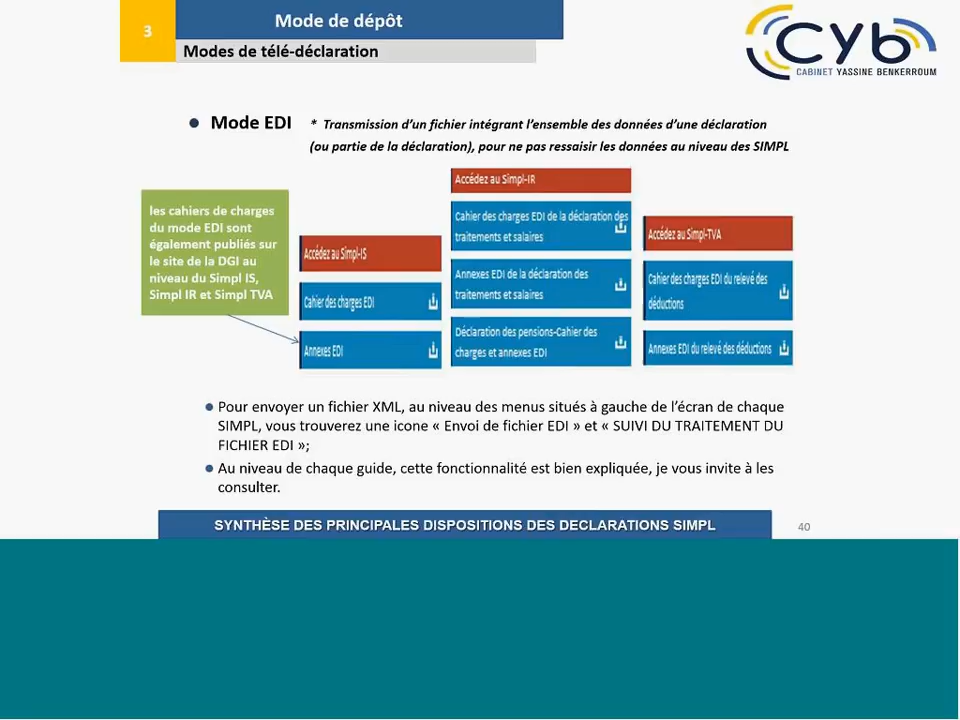 3
Mode de dépôt
Modes de télé-déclaration
CYb
CABINET YASSINE BENKERROUM
● Mode EDI
* Transmission d'un fichier intégrant l'ensemble des données d'une déclaration
(ou partie de la déclaration), pour ne pas ressaisir les données au niveau des SIMPL
les cahiers de charges
du mode EDI sont
également publiés sur
le site de la DGI au
niveau du Simpl IS,
Simpl IR et Simpl TVA
Accédez au Simpl-IS
Cahier des charges EDI
Annexes EDI
Accédez au Simpl-IR
Cahier des charges EDI de la déclaration des
traitements et salaires
Annexes EDI de la déclaration des
traitements et salaires
Déclaration des pensions-Cahier des
charges et annexes EDI
Accédez au Simpl-TVA
Cahier des charges EDI du relevé des
déductions
Annexes EDI du relevé des déductions
● Pour envoyer un fichier XML, au niveau des menus situés à gauche de l'écran de chaque
SIMPL, vous trouverez une icone « Envoi de fichier EDI » et « SUIVI DU TRAITEMENT DU
FICHIER EDI »;
● Au niveau de chaque guide, cette fonctionnalité est bien expliquée, je vous invite à les
consulter.
SYNTHÈSE DES PRINCIPALES DISPOSITIONS DES DECLARATIONS SIMPL
40